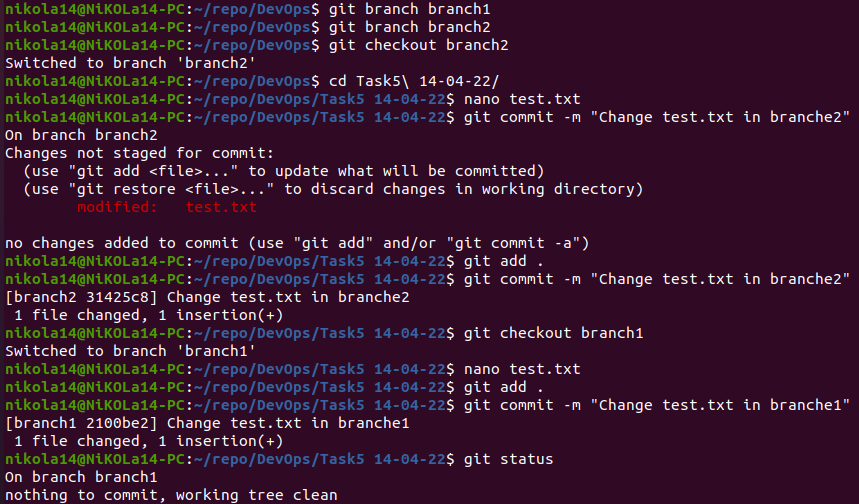 nikola14@NiKOLa14-PC:~/repo/DevOps$ git branch branch1
nikola14@NiKOLa14-PC:~/repo/DevOps$ git branch branch2
nikola14@NiKOLa14-PC:~/repo/DevOps$ git checkout branch2
Switched to branch 'branch2'
nikola14@NiKOLa14-PC:~/repo/DevOps$ cd Task5\ 14-04-22/
nikola14@NiKOLa14-PC:~/repo/DevOps/Task5 14-04-22$ nano test.txt
nikola14@NiKOLa14-PC:~/repo/DevOps/Task5 14-04-22$ git commit -m "Change test.txt in branche2"
On branch branch2
Changes not staged for commit:
  (use "git add <file>..." to update what will be committed)
  (use "git restore <file>..." to discard changes in working directory)
        modified:   test.txt

no changes added to commit (use "git add" and/or "git commit -a")
nikola14@NiKOLa14-PC:~/repo/DevOps/Task5 14-04-22$ git add .
nikola14@NiKOLa14-PC:~/repo/DevOps/Task5 14-04-22$ git commit -m "Change test.txt in branche2"
[branch2 31425c8] Change test.txt in branche2
 1 file changed, 1 insertion(+)
nikola14@NiKOLa14-PC:~/repo/DevOps/Task5 14-04-22$ git checkout branch1
Switched to branch 'branch1'
nikola14@NiKOLa14-PC:~/repo/DevOps/Task5 14-04-22$ nano test.txt
nikola14@NiKOLa14-PC:~/repo/DevOps/Task5 14-04-22$ git add .
nikola14@NiKOLa14-PC:~/repo/DevOps/Task5 14-04-22$ git commit -m "Change test.txt in branche1"
[branch1 2100be2] Change test.txt in branche1
 1 file changed, 1 insertion(+)
nikola14@NiKOLa14-PC:~/repo/DevOps/Task5 14-04-22$ git status
On branch branch1
nothing to commit, working tree clean